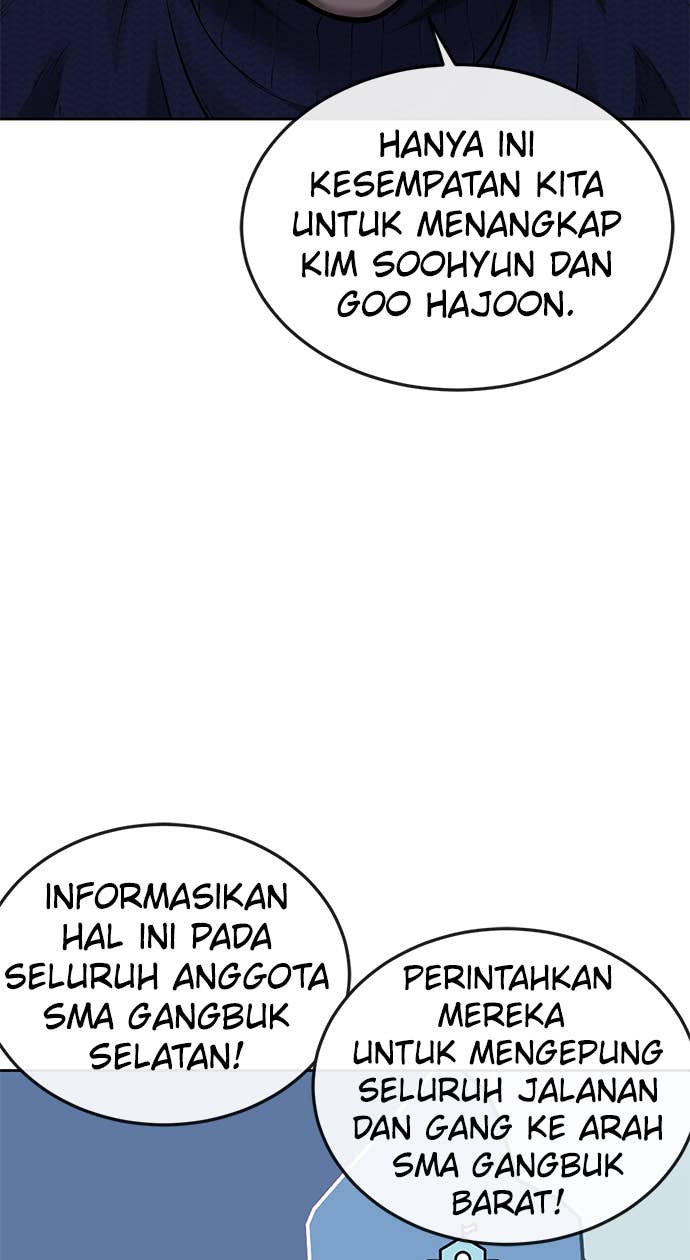 HANYA INI
KESEMPATAN KITA
UNTUK MENANGKAP
KIM SOOHYUN DAN
GOO HAJOON.
INFORMASIKAN
HAL INI PADA
SELURUH ANGGOTA
SMA GANGBUK
SELATAN!
PERINTAHKAN
MEREKA
UNTUK MENGEPUNG
SELURUH JALANAN
DAN GANG KE ARAH
SMA GANGBUK
BARAT!